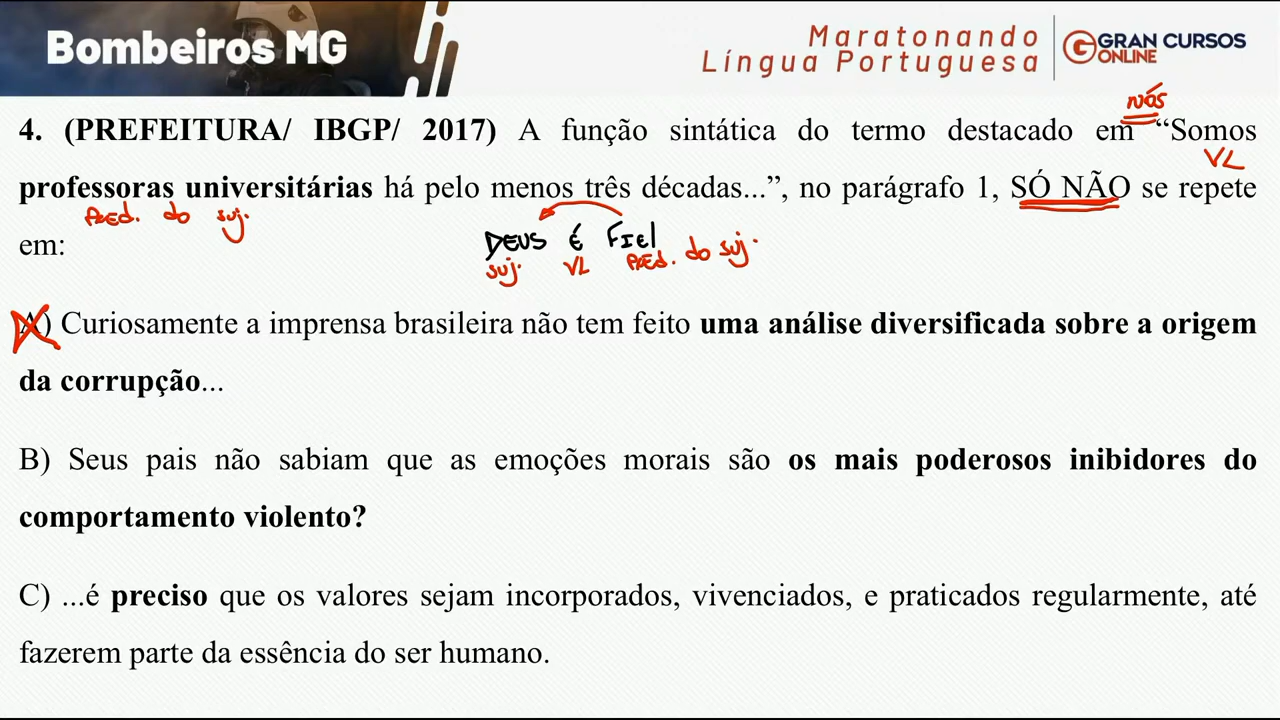 Bombeiros MG
Maratonando
Língua Portuguesa
GRAN CURSOS
ONLINE
NÓS
4. (PREFEITURA/ IBGP/ 2017) A função sintática do termo destacado em “Somos
VL
professoras universitárias há pelo menos três décadas...”, no parágrafo 1, SÓ NÃO se repete
PRED. do suj.
em:
DEUS É FIEl
suj. VL PRED. do suj.
A) Curiosamente a imprensa brasileira não tem feito uma análise diversificada sobre a origem
da corrupção...
B) Seus pais não sabiam que as emoções morais são os mais poderosos inibidores do
comportamento violento?
C) ...é preciso que os valores sejam incorporados, vivenciados, e praticados regularmente, até
fazerem parte da essência do ser humano.